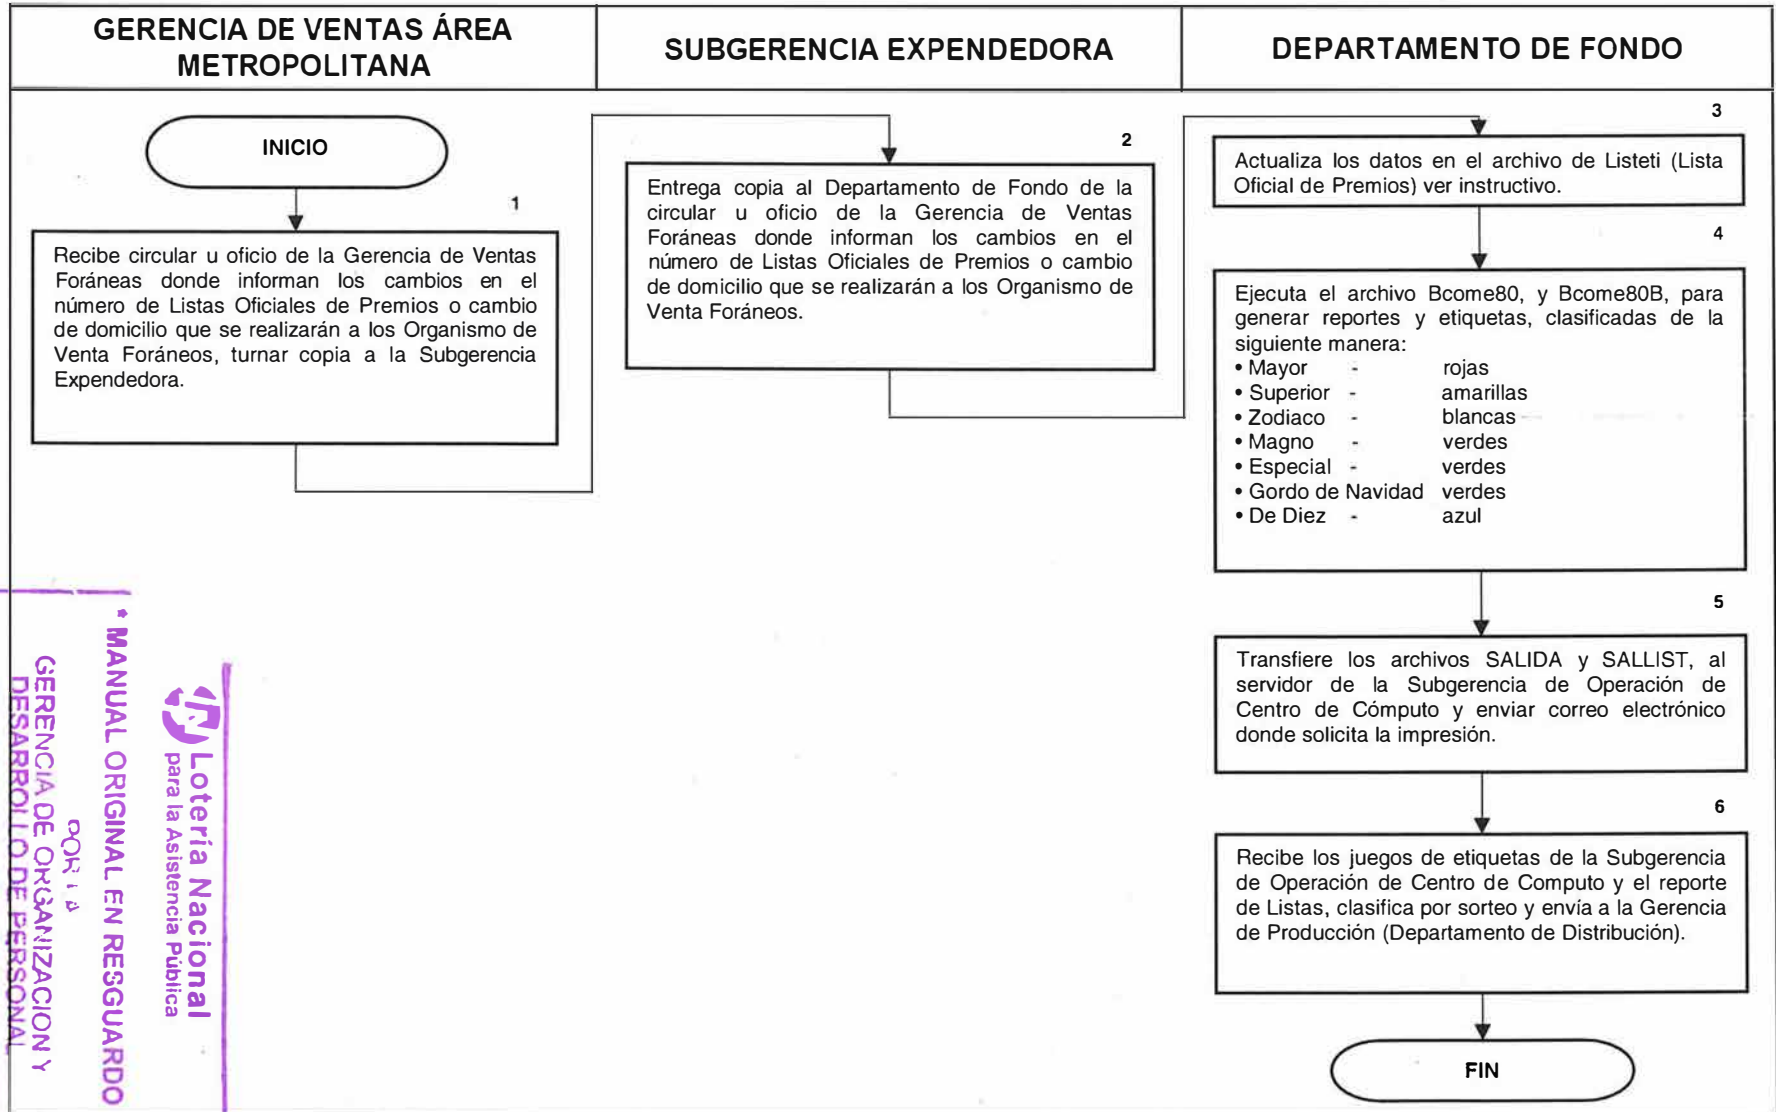 GERENCIA DE VENTAS ÁREA
METROPOLITANA
SUBGERENCIA EXPENDEDORA
DEPARTAMENTO DE FONDO
INICIO
1
Recibe circular u oficio de la Gerencia de Ventas
Foráneas donde informan los cambios en el
número de Listas Oficiales de Premios o cambio
de domicilio que se realizarán a los Organismo de
Venta Foráneos, turnar copia a la Subgerencia
Expendedora.
2
Entrega copia al Departamento de Fondo de la
circular u oficio de la Gerencia de Ventas
Foráneas donde informan los cambios en el
número de Listas Oficiales de Premios o cambio
de domicilio que se realizarán a los Organismo de
Venta Foráneos.
3
Actualiza los datos en el archivo de Listeti (Lista
Oficial de Premios) ver instructivo.
4
Ejecuta el archivo Bcome80, y Bcome80B, para
generar reportes y etiquetas, clasificadas de la
siguiente manera:
• Mayor - rojas
• Superior - amarillas
• Zodiaco - blancas
• Magno - verdes
• Especial - verdes
• Gordo de Navidad verdes
• De Diez - azul
5
Transfiere los archivos SALIDA y SALLIST, al
servidor de la Subgerencia de Operación de
Centro de Cómputo y enviar correo electrónico
donde solicita la impresión.
6
Recibe los juegos de etiquetas de la Subgerencia
de Operación de Centro de Computo y el reporte
de Listas, clasifica por sorteo y envía a la Gerencia
de Producción (Departamento de Distribución).
FIN
Lotería Nacional
para la Asistencia Pública
* MANUAL ORIGINAL EN RESGUARDO
POR LA
GERENCIA DE ORGANIZACION Y
DESARROLLO DE PERSONAL